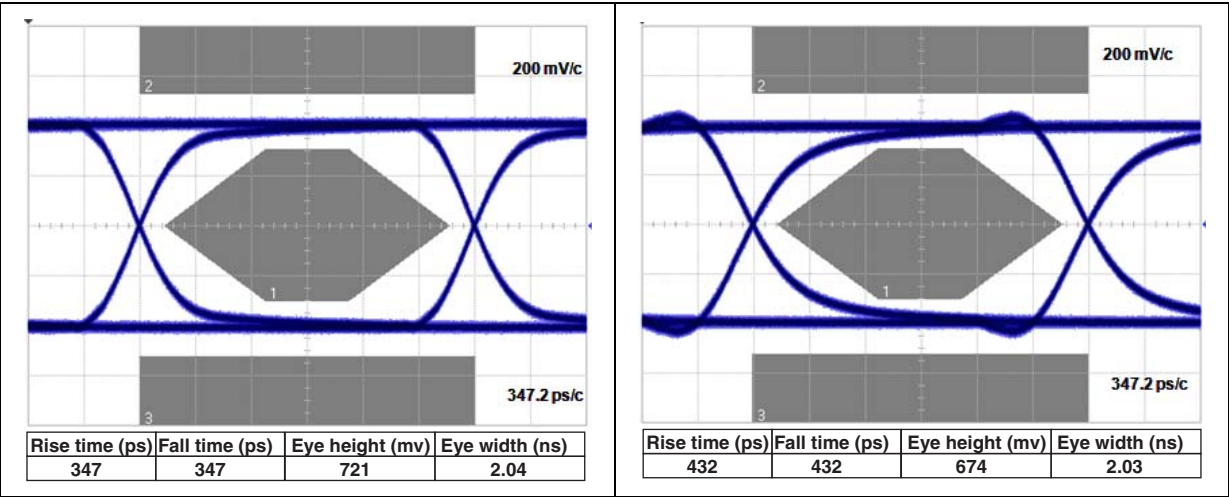 200 mV/c
2
1
347.2 ps/c
3
Rise time (ps) Fall time (ps) Eye height (mv) Eye width (ns)
347 347 721 2.04
200 mV/c
2
1
347.2 ps/c
3
Rise time (ps) Fall time (ps) Eye height (mv) Eye width (ns)
432 432 674 2.03